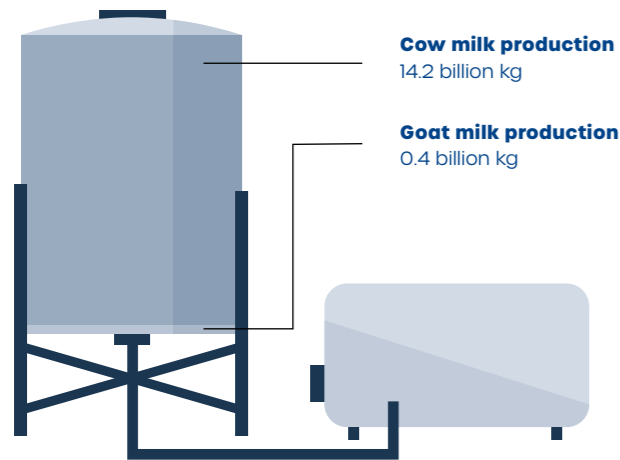 Cow milk production
14.2 billion kg
Goat milk production
0.4 billion kg